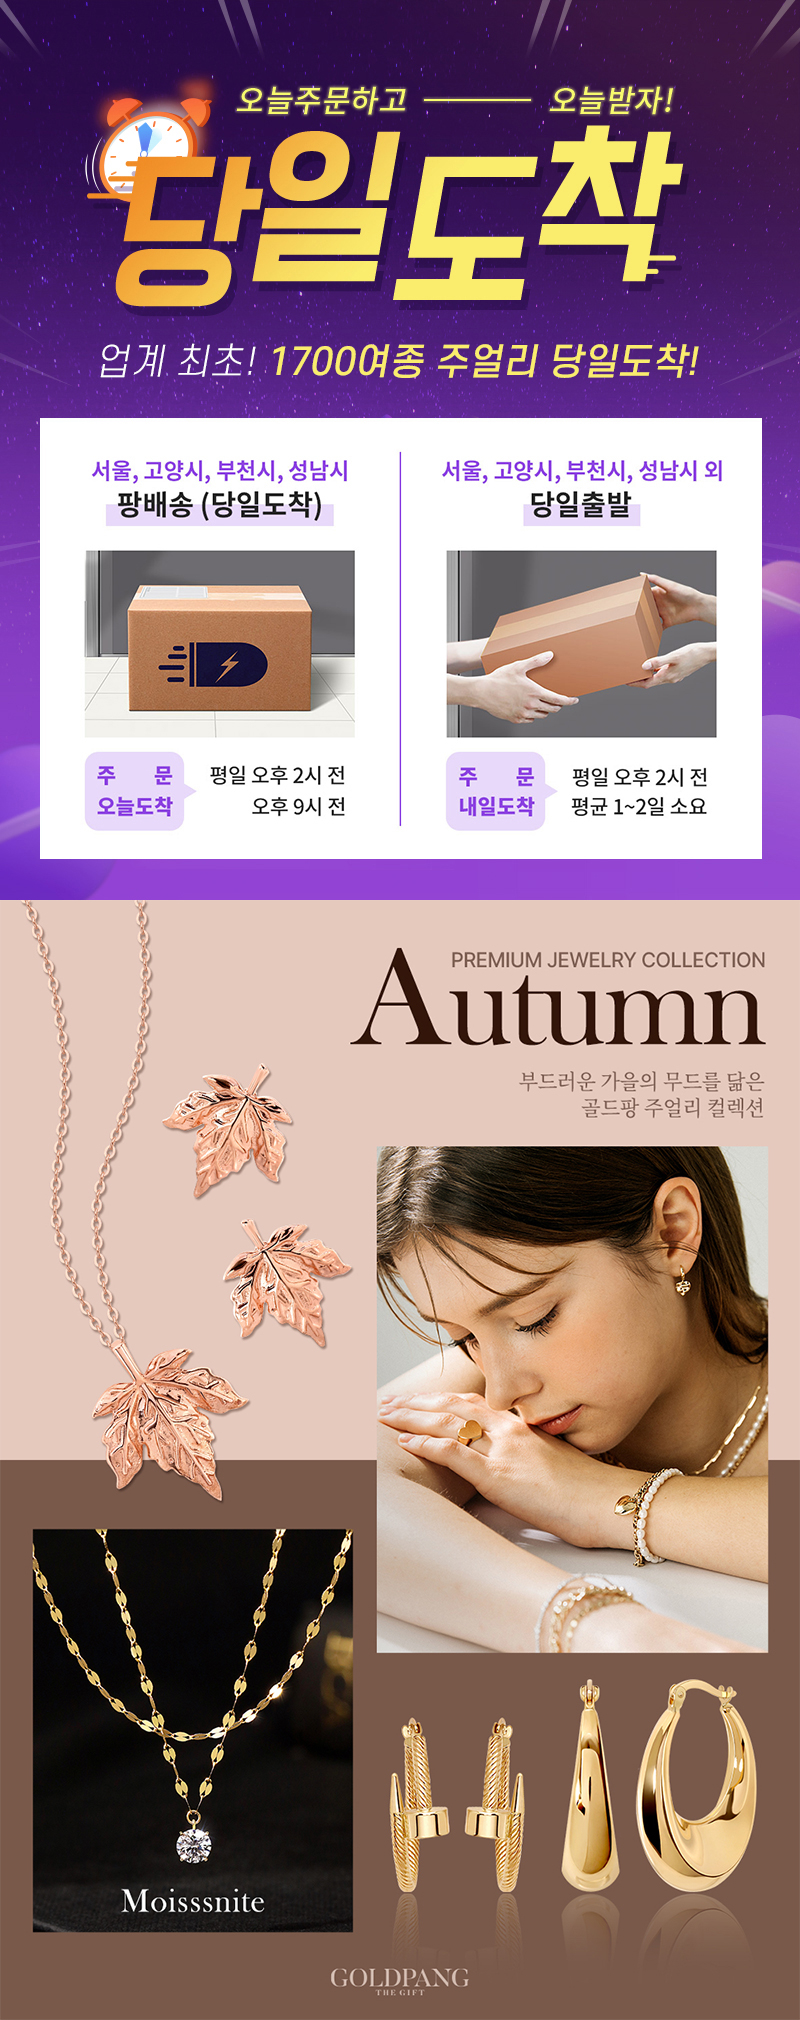 오늘주문하고 오늘받자!
당일도착
업계 최초! 1700여종 주얼리 당일도착!
서울, 고양시, 부천시, 성남시
팡배송 (당일도착)
주 문 평일 오후 2시 전
오늘도착 오후 9시 전
서울, 고양시, 부천시, 성남시 외
당일출발
주 문 평일 오후 2시 전
내일도착 평균 1~2일 소요
PREMIUM JEWELRY COLLECTION
Autumn
부드러운 가을의 무드를 닮은
골드팡 주얼리 컬렉션
Moisssnite
GOLDPANG
THE GIFT